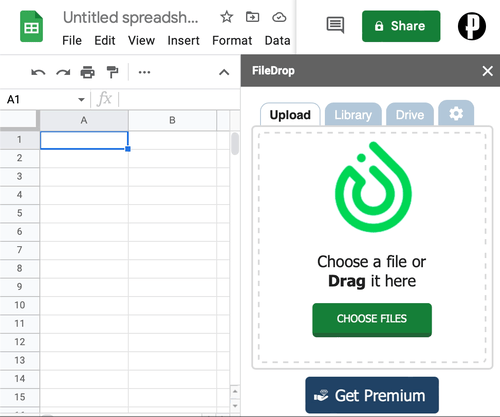 Untitled spreadsh...
File Edit View Insert Format Data
Share
FileDrop
A1
fx
A B
Upload Library Drive
1
2
3
4
5
6
7
8
9
10
11
12
13
14
15
Choose a file or
Drag it here
CHOOSE FILES
Get Premium